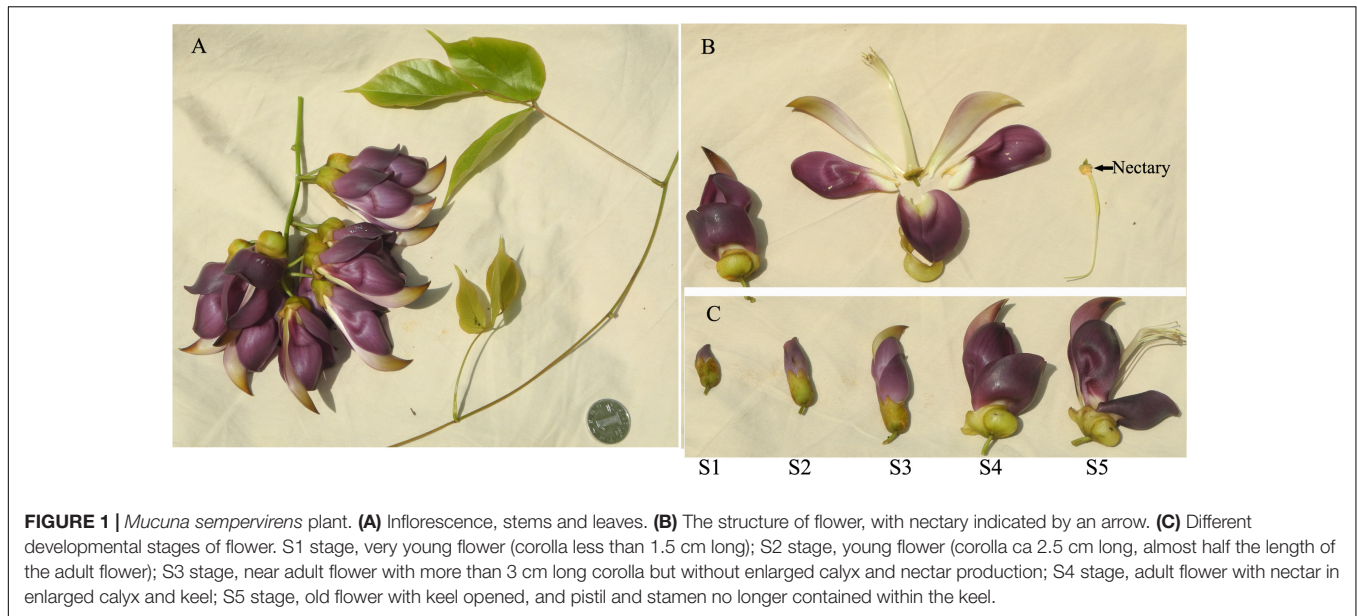 A
B
Nectary
C
S1 S2 S3 S4 S5
FIGURE 1 | Mucuna sempervirens plant. (A) Inflorescence, stems and leaves. (B) The structure of flower, with nectary indicated by an arrow. (C) Different
developmental stages of flower. S1 stage, very young flower (corolla less than 1.5 cm long); S2 stage, young flower (corolla ca 2.5 cm long, almost half the length of
the adult flower); S3 stage, near adult flower with more than 3 cm long corolla but without enlarged calyx and nectar production; S4 stage, adult flower with nectar in
enlarged calyx and keel; S5 stage, old flower with keel opened, and pistil and stamen no longer contained within the keel.